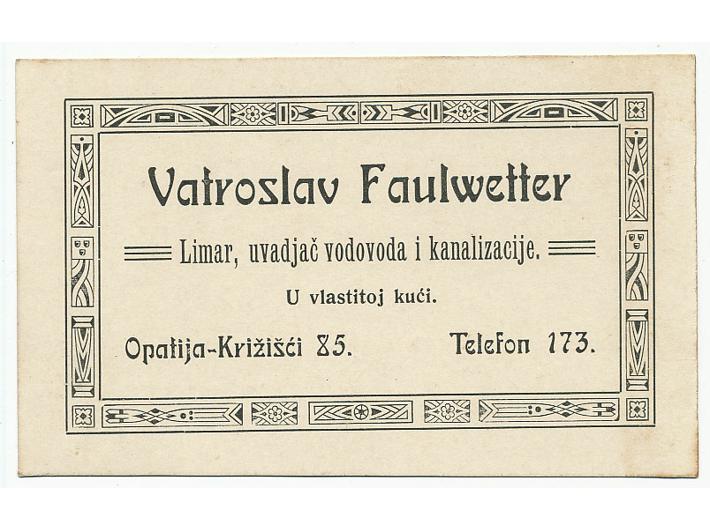 Vatroslav Faulwetter
Limar, uvadjač vodovoda i kanalizacije.
U vlastitoj kući.
Opatija-Križišći 85. Telefon 173.